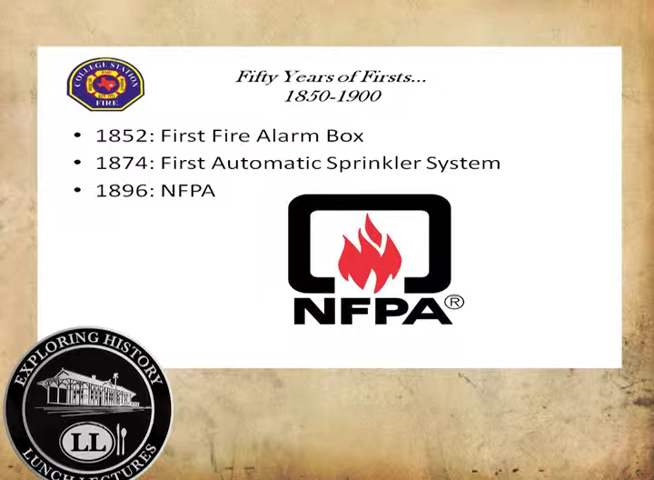 COLLEGE STATION
FIRE
Fifty Years of Firsts...
1850-1900
• 1852: First Fire Alarm Box
• 1874: First Automatic Sprinkler System
• 1896: NFPA
NFPA®
EXPLORING HISTORY
LL
LUNCH LECTURES